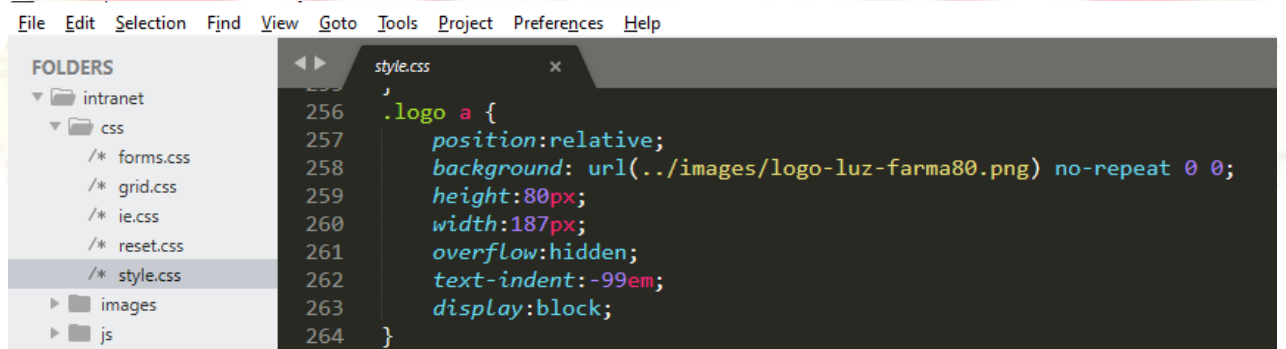 File Edit Selection Find View Goto Tools Project Preferences Help
FOLDERS
intranet
css
/* forms.css
/* grid.css
/* ie.css
/* reset.css
/* style.css
images
js
style.css ×
255 }
256 .logo a {
257 position:relative;
258 background: url(../images/logo-luz-farma80.png) no-repeat 0 0;
259 height:80px;
260 width:187px;
261 overflow:hidden;
262 text-indent:-99em;
263 display:block;
264 }